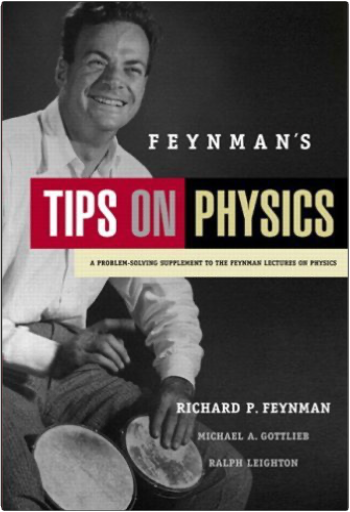 FEYNMAN'S
TIPS ON PHYSICS
A PROBLEM-SOLVING SUPPLEMENT TO THE FEYNMAN LECTURES ON PHYSICS
RICHARD P. FEYNMAN
MICHAEL A. GOTTLIEB
RALPH LEIGHTON